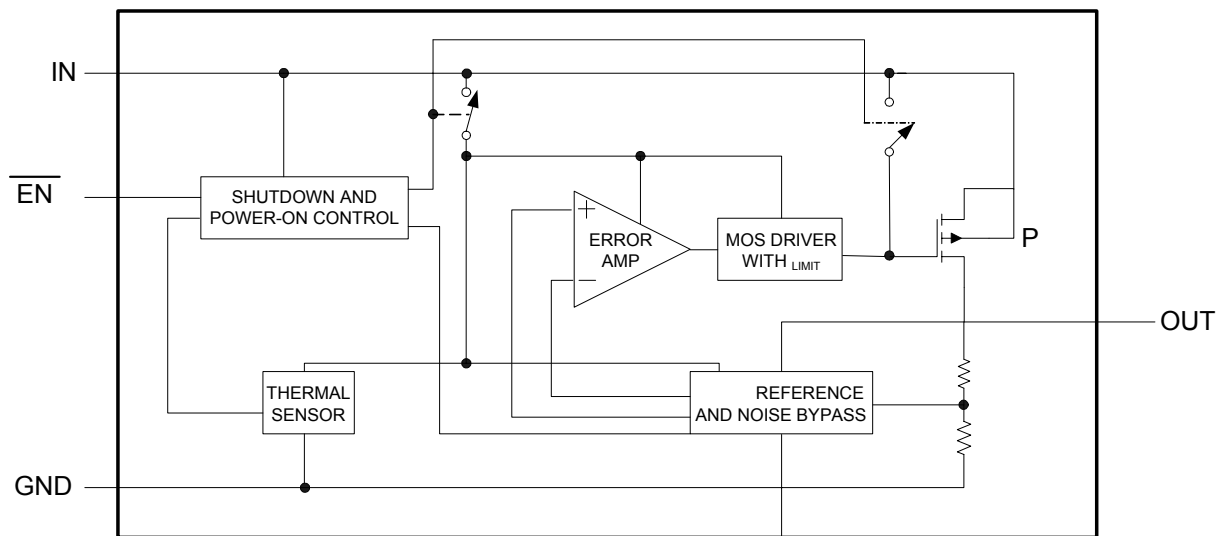 IN
EN
SHUTDOWN AND
POWER-ON CONTROL
+
ERROR
AMP
−
MOS DRIVER
WITH LIMIT
P
OUT
THERMAL
SENSOR
REFERENCE
AND NOISE BYPASS
GND